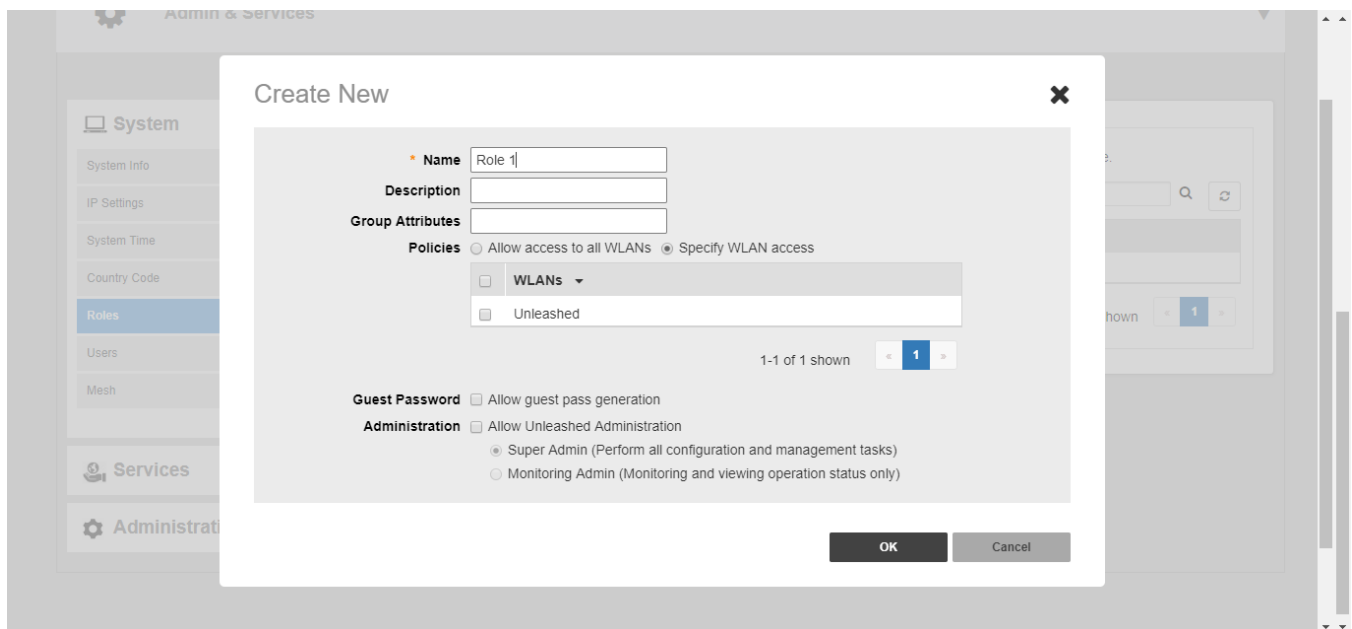 Admin & Services
Create New
System
* Name Role 1
System Info
e.
Description
IP Settings
Group Attributes
System Time
Policies Allow access to all WLANs Specify WLAN access
Country Code
WLANs
Roles
Unleashed
hown « 1 »
Users
1-1 of 1 shown « 1 »
Mesh
Guest Password Allow guest pass generation
Administration Allow Unleashed Administration
Super Admin (Perform all configuration and management tasks)
Services
Monitoring Admin (Monitoring and viewing operation status only)
Administrati
OK Cancel